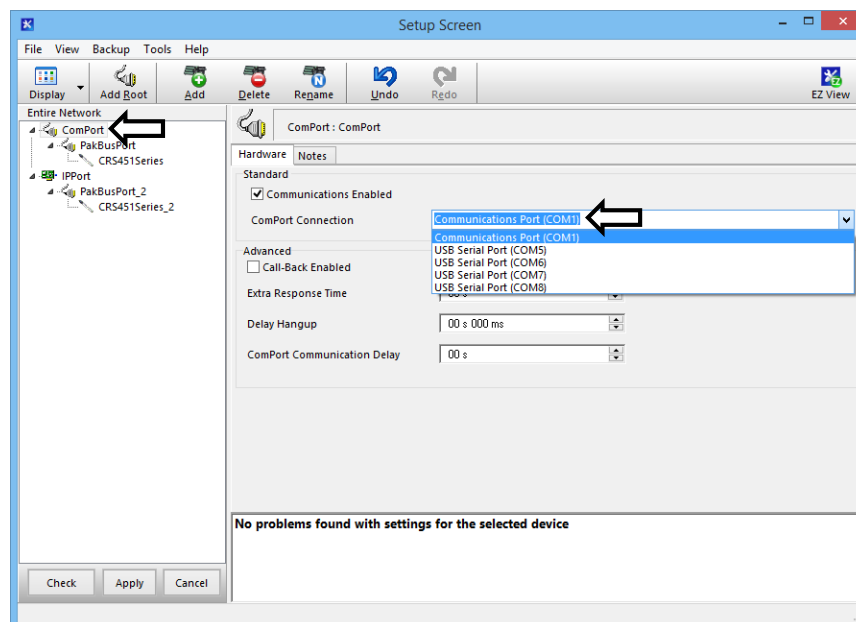 Setup Screen
File View Backup Tools Help
Display Add Root Add Delete Rename Undo Redo EZ View
Entire Network
ComPort
PakBusPort
CRS451Series
IPPort
PakBusPort_2
CRS451Series_2
ComPort : ComPort
Hardware Notes
Standard
Communications Enabled
ComPort Connection Communications Port (COM1)
Communications Port (COM1)
USB Serial Port (COM5)
USB Serial Port (COM6)
USB Serial Port (COM7)
USB Serial Port (COM8)
Advanced
Call-Back Enabled
Extra Response Time
Delay Hangup 00 s 000 ms
ComPort Communication Delay 00 s
No problems found with settings for the selected device
Check Apply Cancel